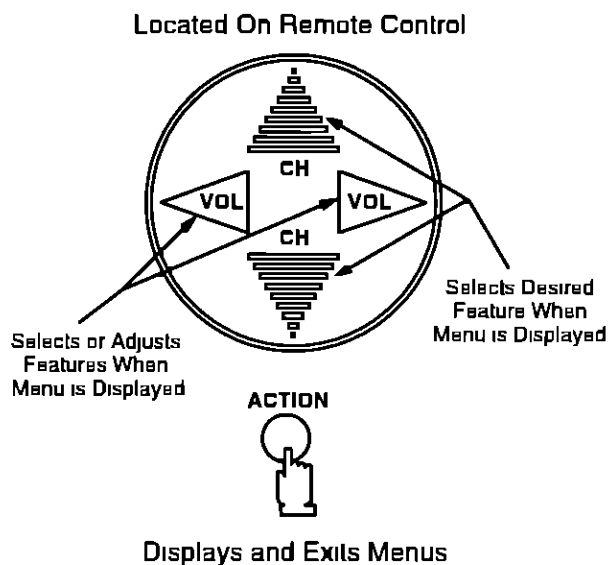 Located On Remote Control
CH
VOL
VOL
CH
Selects Desired
Feature When
Menu is Displayed
Selects or Adjusts
Features When
Menu is Displayed
ACTION
Displays and Exits Menus